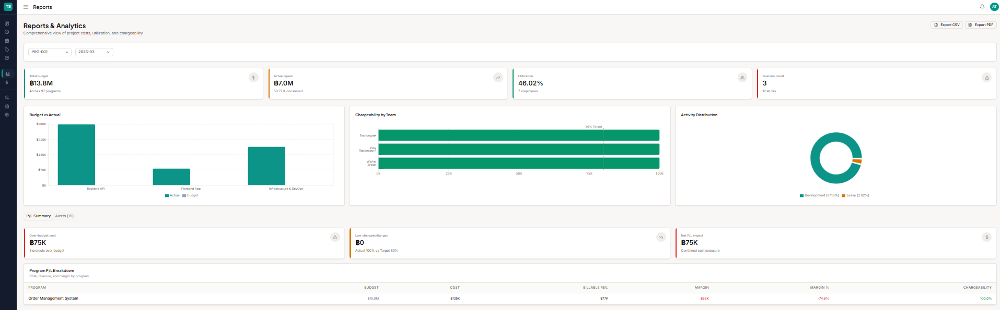 TS
Reports
AT
Reports & Analytics
Comprehensive view of project costs, utilization, and chargeability
Export CSV
Export PDF
PRG-001
2026-03
Total budget
฿13.8M
Across 97 programs
Actual spent
฿7.0M
50.77% consumed
Utilization
46.02%
7 employees
Overrun count
3
12 at risk
Budget vs Actual
฿280K
฿210K
฿140K
฿70K
฿0
Backend API
Frontend App
Infrastructure & DevOps
Actual
Budget
Chargeability by Team
80% Target
Tachongrak
Ploy
Rattanaporn
Wichai
Srisuk
0%
25%
50%
75%
100%
Activity Distribution
Development (97.18%)
Leave (2.82%)
P/L Summary
Alerts (15)
Over-budget cost
฿75K
3 projects over budget
Low chargeability gap
฿0
Actual 100% vs Target 80%
Net P/L impact
฿75K
Combined cost exposure
Program P/L Breakdown
Cost, revenue, and margin by program
PROGRAM BUDGET COST BILLABLE REV. MARGIN MARGIN % CHARGEABILITY
Order Management System ฿15.9M ฿135K ฿77K -฿58K -74.6% 100.0%